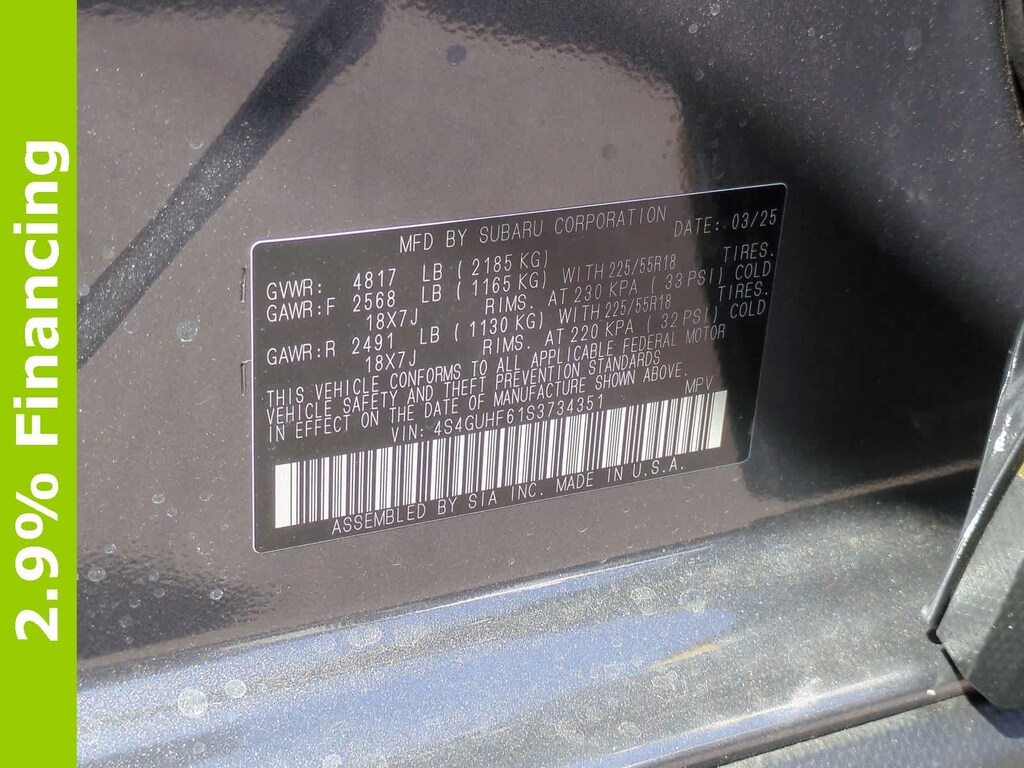 2.9% Financing
MFD BY SUBARU CORPORATION DATE: 03/25
GVWR: 4817 LB ( 2185 KG)
GAWR:F 2568 LB ( 1165 KG) WITH 225/55R18 TIRES.
18X7J RIMS. AT 230 KPA ( 33 PSI) COLD
GAWR:R 2491 LB ( 1130 KG) WITH 225/55R18 TIRES.
18X7J RIMS. AT 220 KPA ( 32 PSI) COLD
THIS VEHICLE CONFORMS TO ALL APPLICABLE FEDERAL MOTOR
VEHICLE SAFETY AND THEFT PREVENTION STANDARDS
IN EFFECT ON THE DATE OF MANUFACTURE SHOWN ABOVE.
VIN: 4S4GUHF61S3734351 MPV
ASSEMBLED BY SIA INC. MADE IN U.S.A.